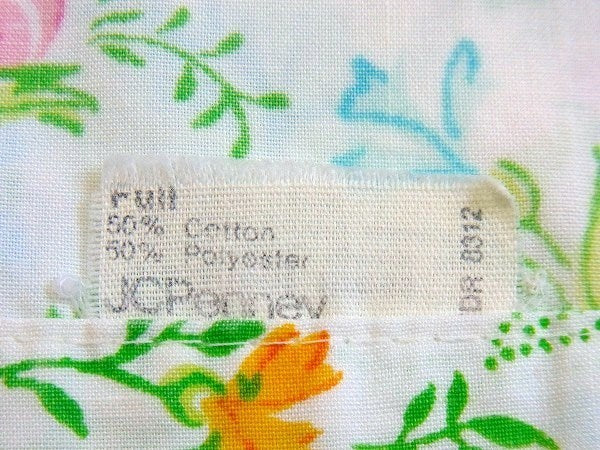 Full
50% Cotton
50% Polyester
JCPenney
DR 8312